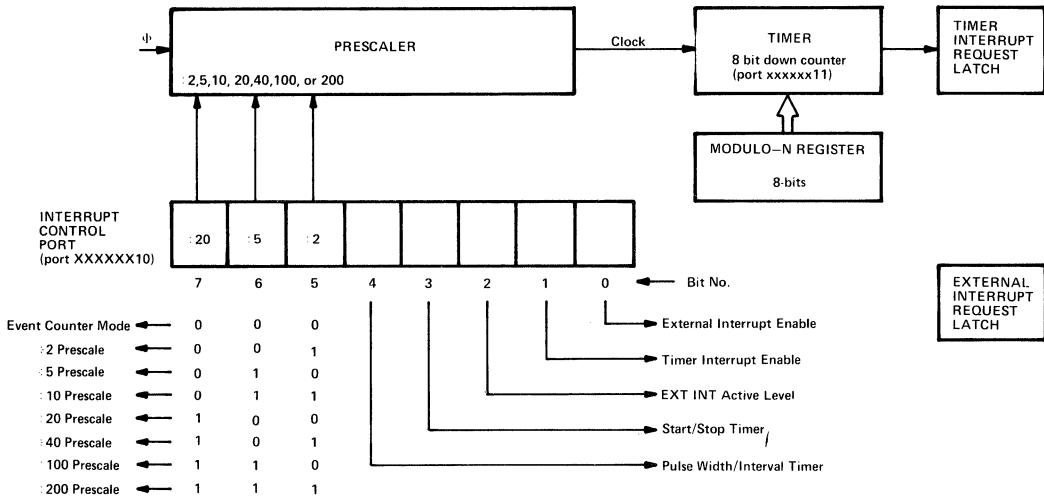 Φ
PRESCALER
:2,5,10, 20,40,100, or 200
Clock
TIMER
8 bit down counter
(port xxxxxx11)
TIMER
INTERRUPT
REQUEST
LATCH
MODULO–N REGISTER
8-bits
INTERRUPT
CONTROL
PORT
(port XXXXXX10)
:20 :5 :2
7 6 5 4 3 2 1 0 Bit No.
EXTERNAL
INTERRUPT
REQUEST
LATCH
Event Counter Mode 0 0 0
:2 Prescale 0 0 1
:5 Prescale 0 1 0
:10 Prescale 0 1 1
:20 Prescale 1 0 0
:40 Prescale 1 0 1
:100 Prescale 1 1 0
:200 Prescale 1 1 1
External Interrupt Enable
Timer Interrupt Enable
EXT INT Active Level
Start/Stop Timer
Pulse Width/Interval Timer